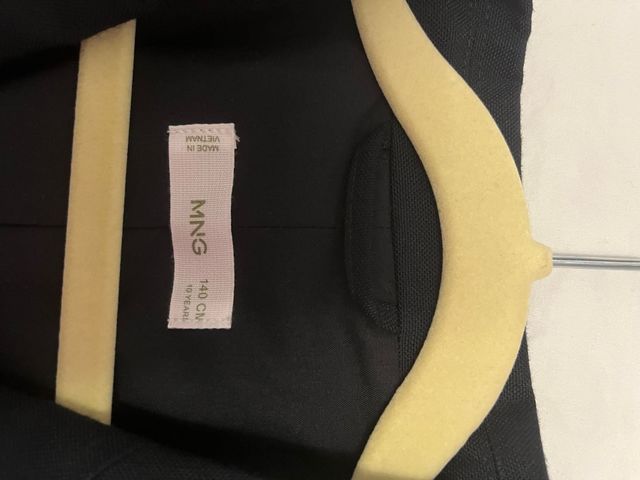 MADE IN
VIETNAM
MNG
140 CM
10 YEARS